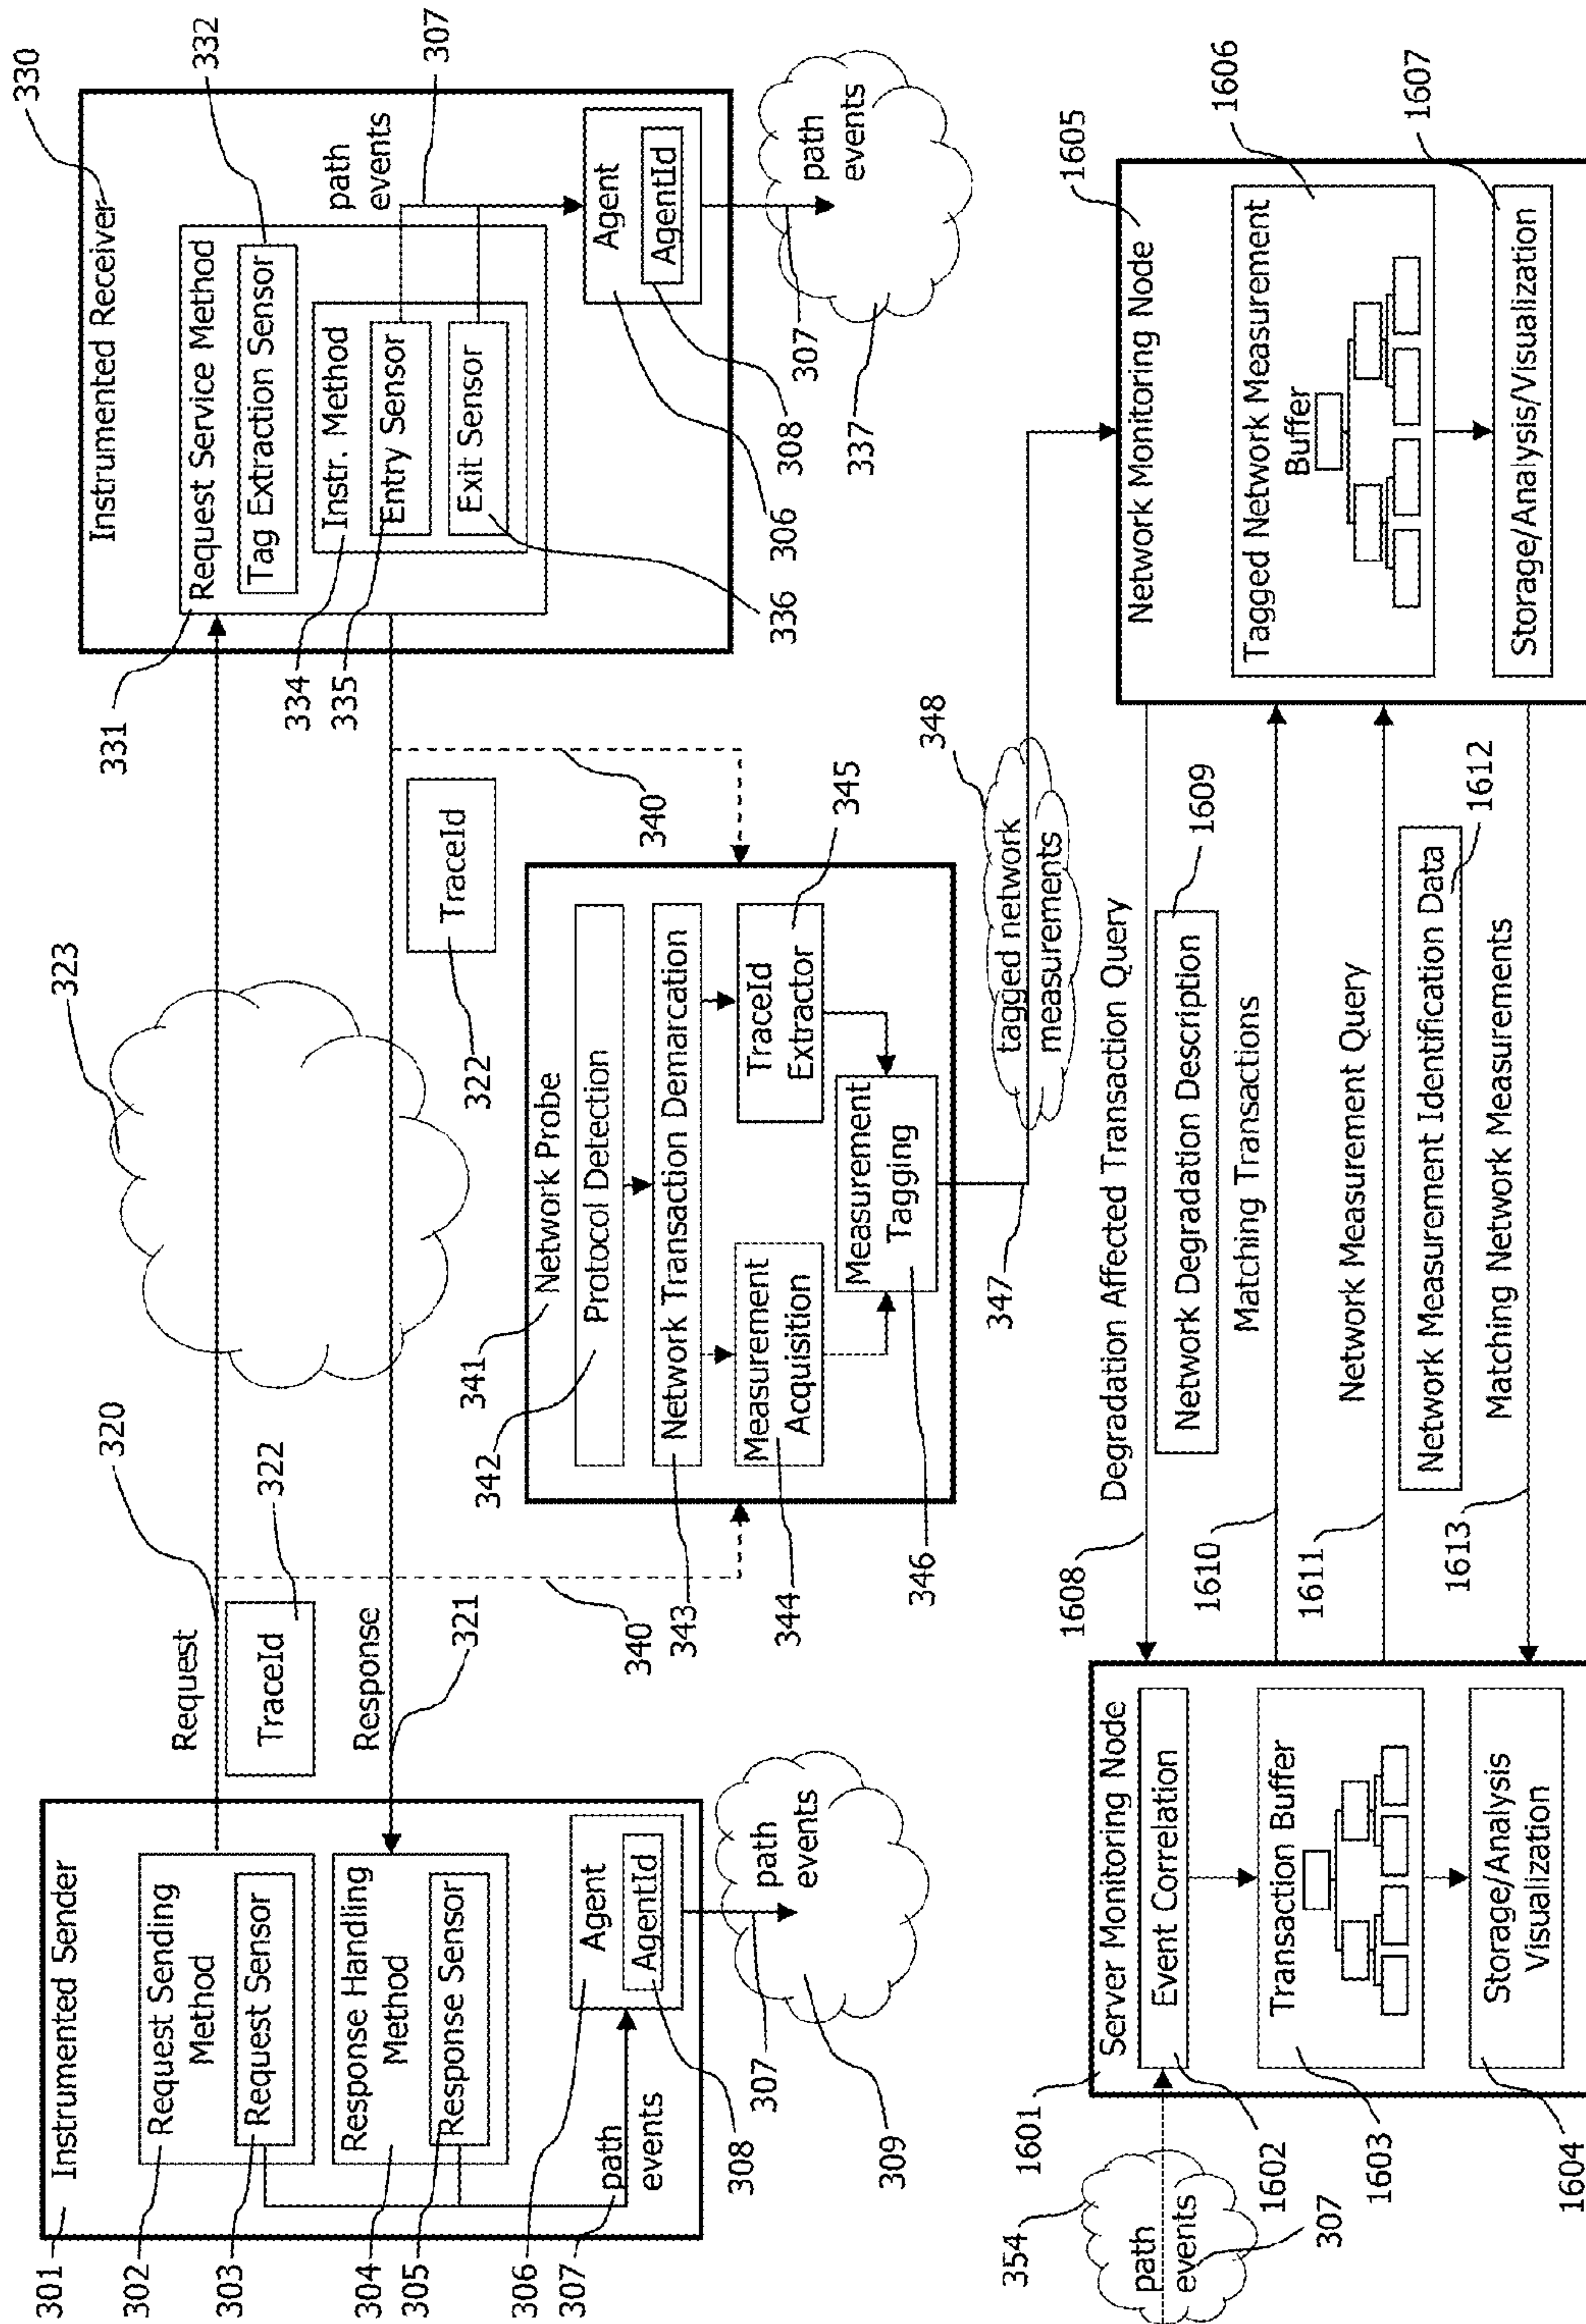 301
Instrumented Sender
302
Request Sending
Method
303
Request Sensor
304
Response Handling
Method
305
Response Sensor
306
307
path
events
Agent
AgentId
308
307
path
events
309
Request
320
TraceId
322
Response
321
323
340
341
Network Probe
342
Protocol Detection
343
Network Transaction Demarcation
344
Measurement
Acquisition
TraceId
Extractor
345
346
Measurement
Tagging
347
TraceId
322
340
tagged network
measurements
348
330
Instrumented Receiver
331
Request Service Method
332
Tag Extraction Sensor
334
Instr. Method
335
Entry Sensor
Exit Sensor
336
path
events
307
Agent
AgentId
306
308
307
path
events
337
354
path
events
307
1601
Server Monitoring Node
Event Correlation
1602
Transaction Buffer
1603
Storage/Analysis
Visualization
1604
1608
Degradation Affected Transaction Query
Network Degradation Description
1609
1610
Matching Transactions
1611
Network Measurement Query
Network Measurement Identification Data
1612
1613
Matching Network Measurements
Network Monitoring Node
1605
Tagged Network Measurement
Buffer
1606
Storage/Analysis/Visualization
1607